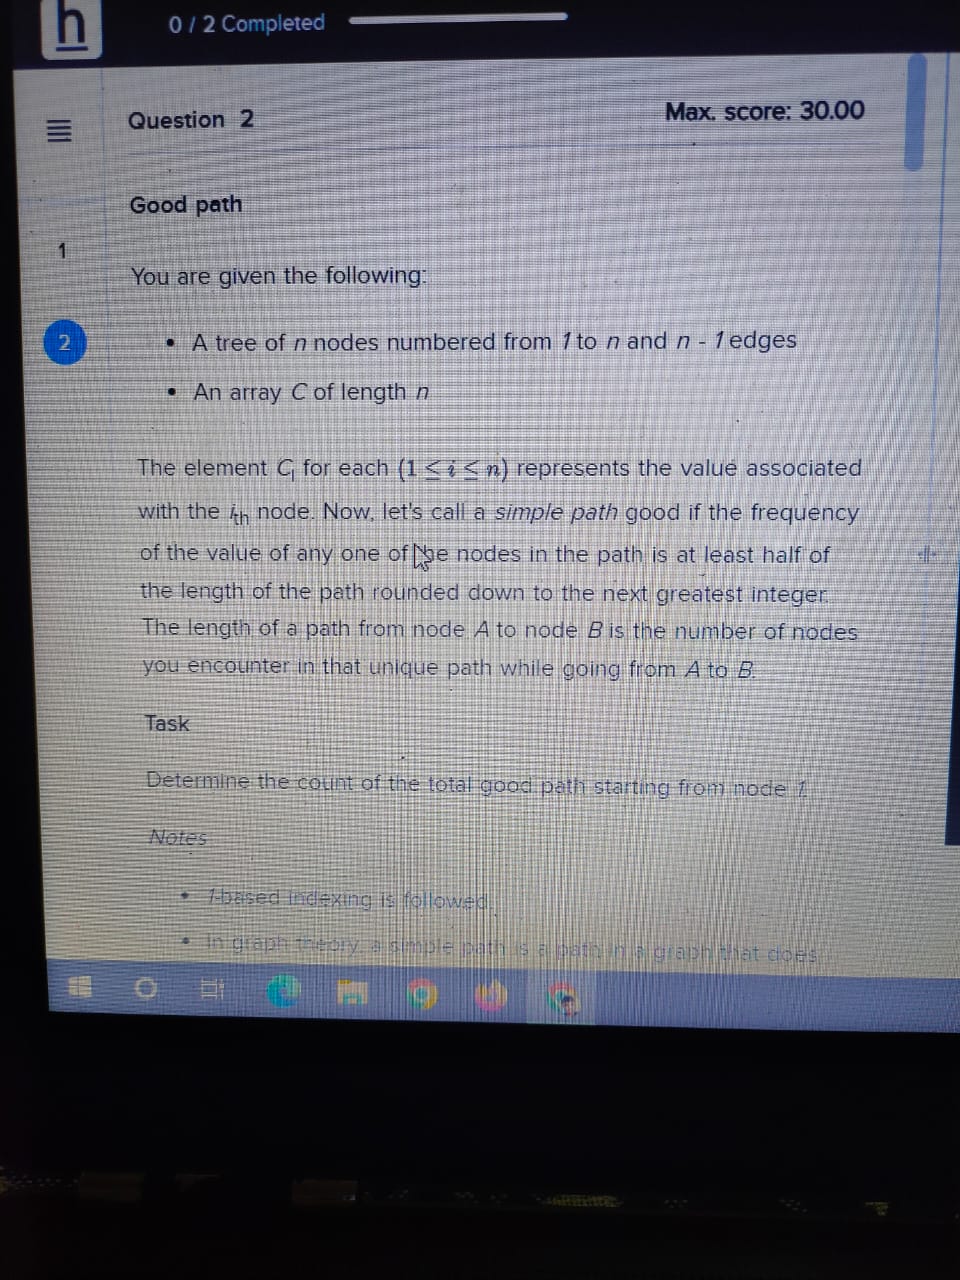 h
0 / 2 Completed
Question 2
Max. score: 30.00
Good path
1
You are given the following:
2
• A tree of n nodes numbered from 1 to n and n - 1 edges
• An array C of length n
The element Cᵢ for each (1 ≤ i ≤ n) represents the value associated
with the iₜₕ node. Now, let's call a simple path good if the frequency
of the value of any one of the nodes in the path is at least half of
the length of the path rounded down to the next greatest integer.
The length of a path from node A to node B is the number of nodes
you encounter in that unique path while going from A to B.
Task
Determine the count of the total good path starting from node 1.
Notes
• 1-based indexing is followed.
• In graph theory, a simple path is a path in a graph that does